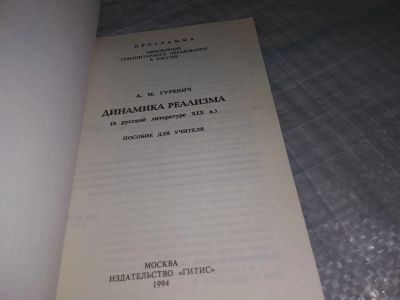 ПРОГРАММА
ОБНОВЛЕНИЕ
ГУМАНИТАРНОГО ОБРАЗОВАНИЯ
В РОССИИ
А. М. ГУРЕВИЧ
ДИНАМИКА РЕАЛИЗМА
(в русской литературе XIX в.)
ПОСОБИЕ ДЛЯ УЧИТЕЛЯ
МОСКВА
ИЗДАТЕЛЬСТВО «ГИТИС»
1994